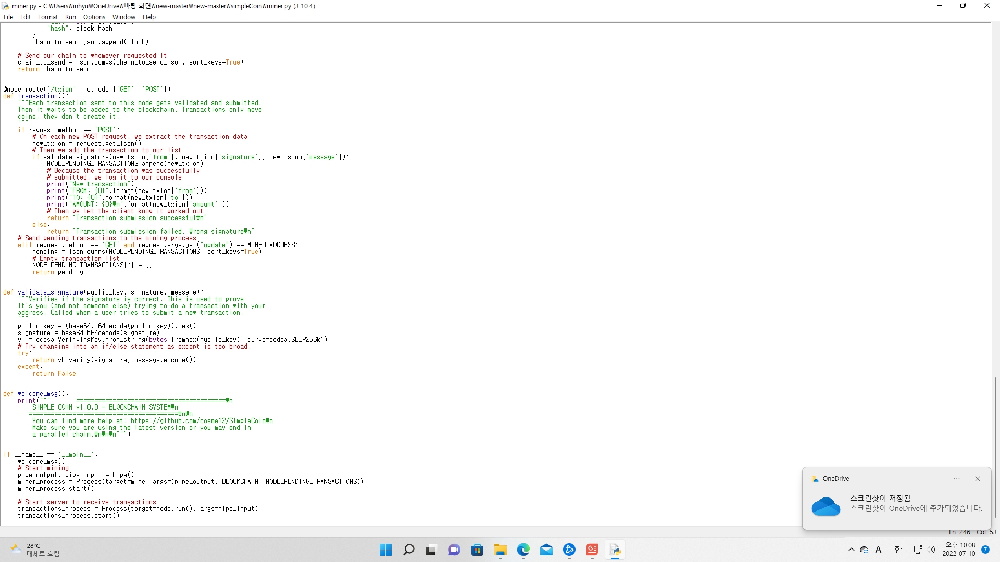 miner.py - C:₩Users₩inhyu₩OneDrive₩바탕 화면₩new-master₩new-master₩simpleCoin₩miner.py (3.10.4)
File Edit Format Run Options Window Help
            "hash": block.hash
        }
        chain_to_send_json.append(block)

    # Send our chain to whomever requested it
    chain_to_send = json.dumps(chain_to_send_json, sort_keys=True)
    return chain_to_send


@node.route('/txion', methods=['GET', 'POST'])
def transaction():
    """Each transaction sent to this node gets validated and submitted.
    Then it waits to be added to the blockchain. Transactions only move
    coins, they don't create it.
    """
    if request.method == 'POST':
        # On each new POST request, we extract the transaction data
        new_txion = request.get_json()
        # Then we add the transaction to our list
        if validate_signature(new_txion['from'], new_txion['signature'], new_txion['message']):
            NODE_PENDING_TRANSACTIONS.append(new_txion)
            # Because the transaction was successfully
            # submitted, we log it to our console
            print("New transaction")
            print("FROM: {0}".format(new_txion['from']))
            print("TO: {0}".format(new_txion['to']))
            print("AMOUNT: {0}₩n".format(new_txion['amount']))
            # Then we let the client know it worked out
            return "Transaction submission successful₩n"
        else:
            return "Transaction submission failed. Wrong signature₩n"
    # Send pending transactions to the mining process
    elif request.method == 'GET' and request.args.get("update") == MINER_ADDRESS:
        pending = json.dumps(NODE_PENDING_TRANSACTIONS, sort_keys=True)
        # Empty transaction list
        NODE_PENDING_TRANSACTIONS[:] = []
        return pending


def validate_signature(public_key, signature, message):
    """Verifies if the signature is correct. This is used to prove
    it's you (and not someone else) trying to do a transaction with your
    address. Called when a user tries to submit a new transaction.
    """
    public_key = (base64.b64decode(public_key)).hex()
    signature = base64.b64decode(signature)
    vk = ecdsa.VerifyingKey.from_string(bytes.fromhex(public_key), curve=ecdsa.SECP256k1)
    # Try changing into an if/else statement as except is too broad.
    try:
        return vk.verify(signature, message.encode())
    except:
        return False


def welcome_msg():
    print("""       =========================================₩n
        SIMPLE COIN v1.0.0 - BLOCKCHAIN SYSTEM₩n
       =========================================₩n₩n
        You can find more help at: https://github.com/cosme12/SimpleCoin₩n
        Make sure you are using the latest version or you may end in
        a parallel chain.₩n₩n₩n""")


if __name__ == '__main__':
    welcome_msg()
    # Start mining
    pipe_output, pipe_input = Pipe()
    miner_process = Process(target=mine, args=(pipe_output, BLOCKCHAIN, NODE_PENDING_TRANSACTIONS))
    miner_process.start()

    # Start server to receive transactions
    transactions_process = Process(target=node.run(), args=pipe_input)
    transactions_process.start()
OneDrive
스크린샷이 저장됨
스크린샷이 OneDrive에 추가되었습니다.
Ln: 246 Col: 53
28°C
대체로 흐림
A 한
오후 10:08
2022-07-10
7